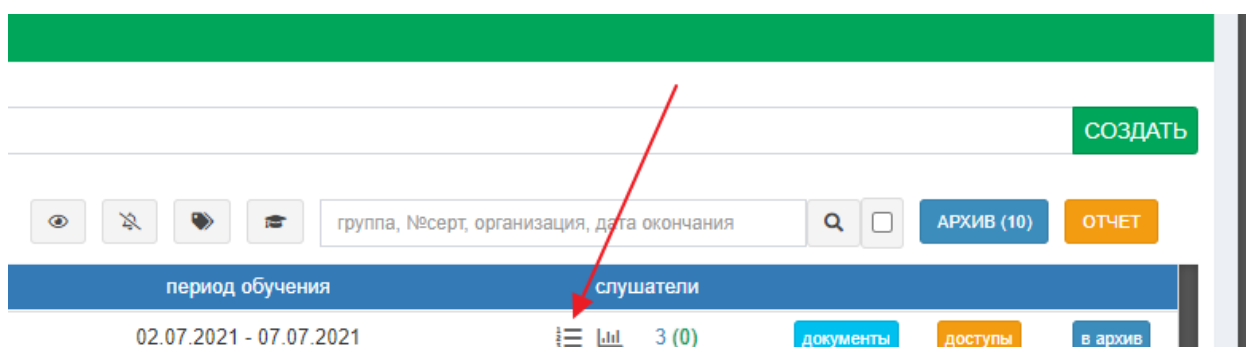 СОЗДАТЬ
группа, №серт, организация, дата окончания АРХИВ (10) ОТЧЕТ
период обучения слушатели
02.07.2021 - 07.07.2021 3 (0) документы доступы в архив